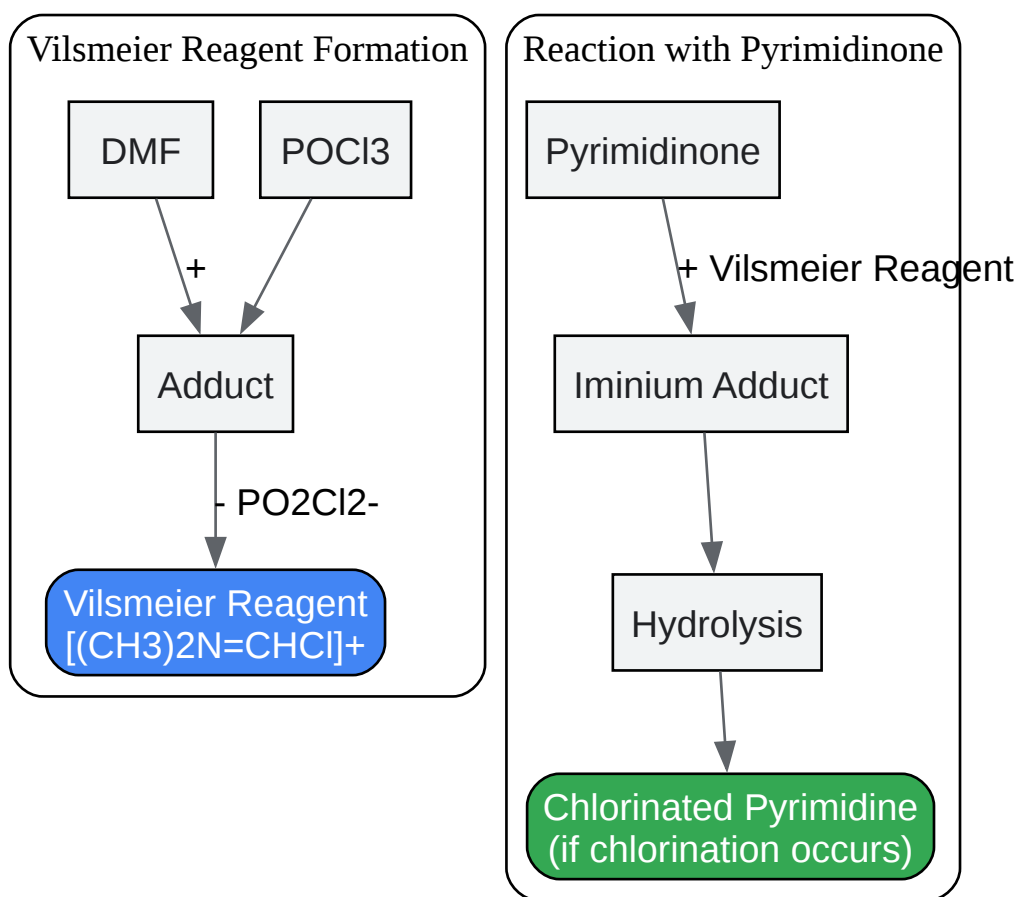 Vilsmeier Reagent Formation
DMF
POCl3
+
Adduct
- PO2Cl2-
Vilsmeier Reagent
[(CH3)2N=CHCl]+
Reaction with Pyrimidinone
Pyrimidinone
+ Vilsmeier Reagent
Iminium Adduct
Hydrolysis
Chlorinated Pyrimidine
(if chlorination occurs)